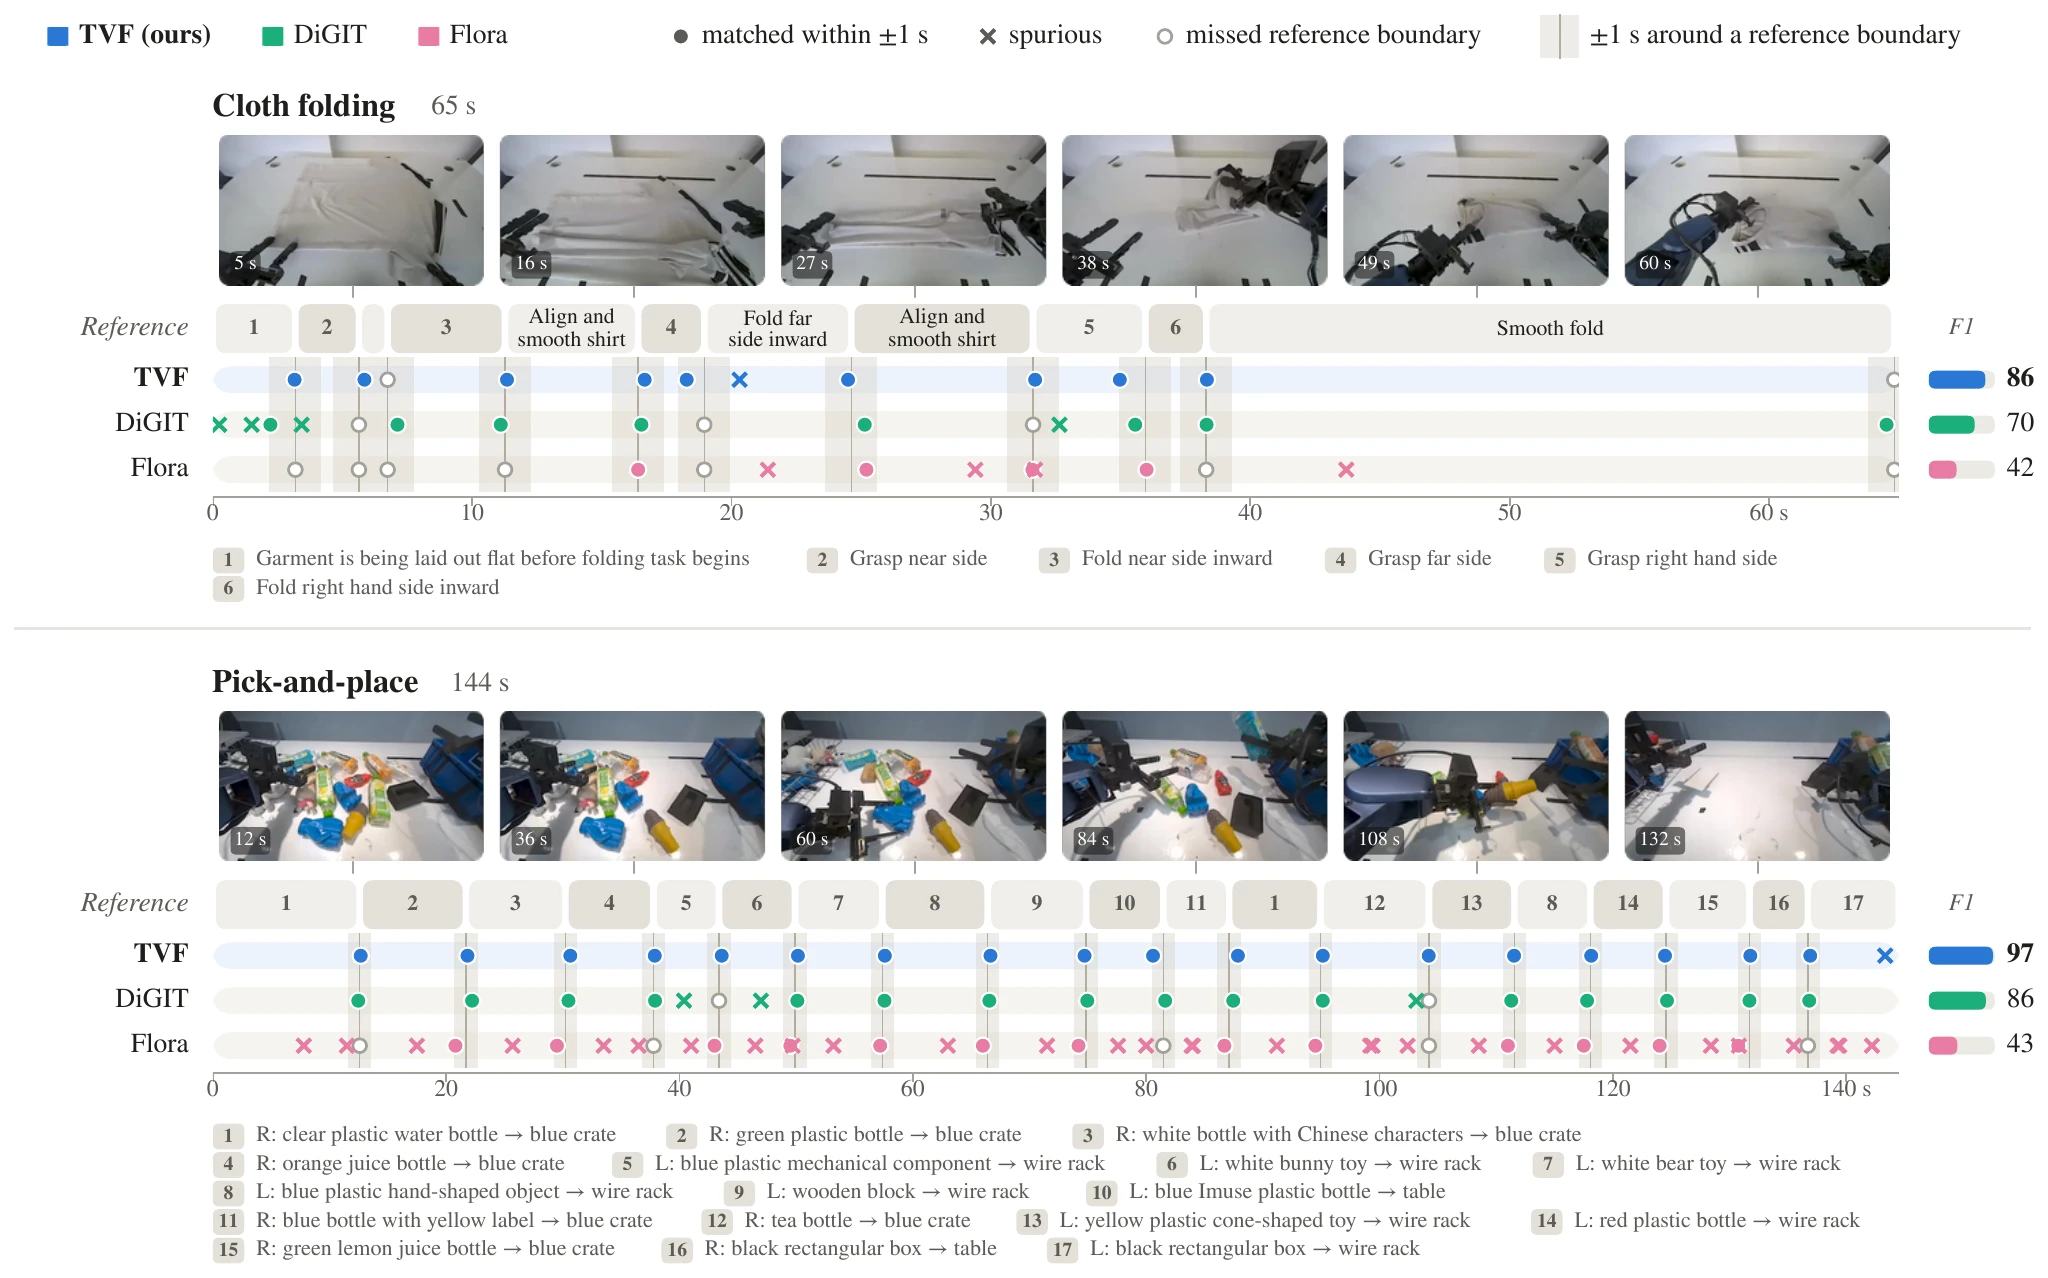 TVF (ours) DiGIT Flora matched within ±1 s spurious missed reference boundary ±1 s around a reference boundary
Cloth folding 65 s
5 s 16 s 27 s 38 s 49 s 60 s
Reference 1 2 3 Align and smooth shirt 4 Fold far side inward Align and smooth shirt 5 6 Smooth fold F1
TVF 86
DiGIT 70
Flora 42
0 10 20 30 40 50 60 s
1 Garment is being laid out flat before folding task begins 2 Grasp near side 3 Fold near side inward 4 Grasp far side 5 Grasp right hand side
6 Fold right hand side inward
Pick-and-place 144 s
12 s 36 s 60 s 84 s 108 s 132 s
Reference 1 2 3 4 5 6 7 8 9 10 11 1 12 13 8 14 15 16 17 F1
TVF 97
DiGIT 86
Flora 43
0 20 40 60 80 100 120 140 s
1 R: clear plastic water bottle → blue crate 2 R: green plastic bottle → blue crate 3 R: white bottle with Chinese characters → blue crate
4 R: orange juice bottle → blue crate 5 L: blue plastic mechanical component → wire rack 6 L: white bunny toy → wire rack 7 L: white bear toy → wire rack
8 L: blue plastic hand-shaped object → wire rack 9 L: wooden block → wire rack 10 L: blue Imuse plastic bottle → table
11 R: blue bottle with yellow label → blue crate 12 R: tea bottle → blue crate 13 L: yellow plastic cone-shaped toy → wire rack 14 L: red plastic bottle → wire rack
15 R: green lemon juice bottle → blue crate 16 R: black rectangular box → table 17 L: black rectangular box → wire rack